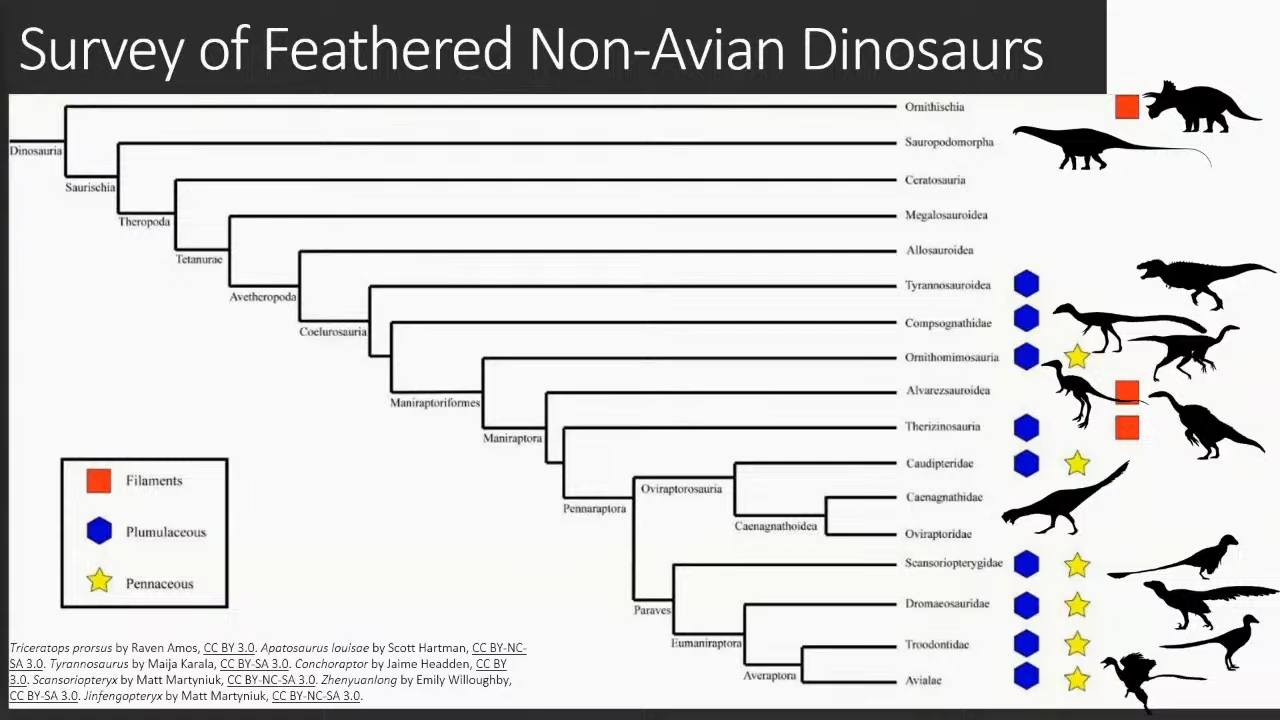 Survey of Feathered Non-Avian Dinosaurs
Ornithischia
Dinosauria
Sauropodomorpha
Saurischia
Ceratosauria
Theropoda
Megalosauroidea
Tetanurae
Allosauroidea
Avetheropoda
Tyrannosauroidea
Coelurosauria
Compsognathidae
Ornithomimosauria
Maniraptoriformes
Alvarezsauroidea
Maniraptora
Therizinosauria
Caudipteridae
Oviraptorosauria
Pennaraptora
Caenagnathidae
Caenagnathoidea
Oviraptoridae
Scansoriopterygidae
Paraves
Dromaeosauridae
Eumaniraptora
Troodontidae
Averaptora
Avialae
Filaments
Plumulaceous
Pennaceous
Triceratops prorsus by Raven Amos, CC BY 3.0. Apatosaurus louisae by Scott Hartman, CC BY-NC-
SA 3.0. Tyrannosaurus by Maija Karala, CC BY-SA 3.0. Conchoraptor by Jaime Headden, CC BY
3.0. Scansoriopteryx by Matt Martyniuk, CC BY-NC-SA 3.0. Zhenyuanlong by Emily Willoughby,
CC BY-SA 3.0. Jinfengopteryx by Matt Martyniuk, CC BY-NC-SA 3.0.